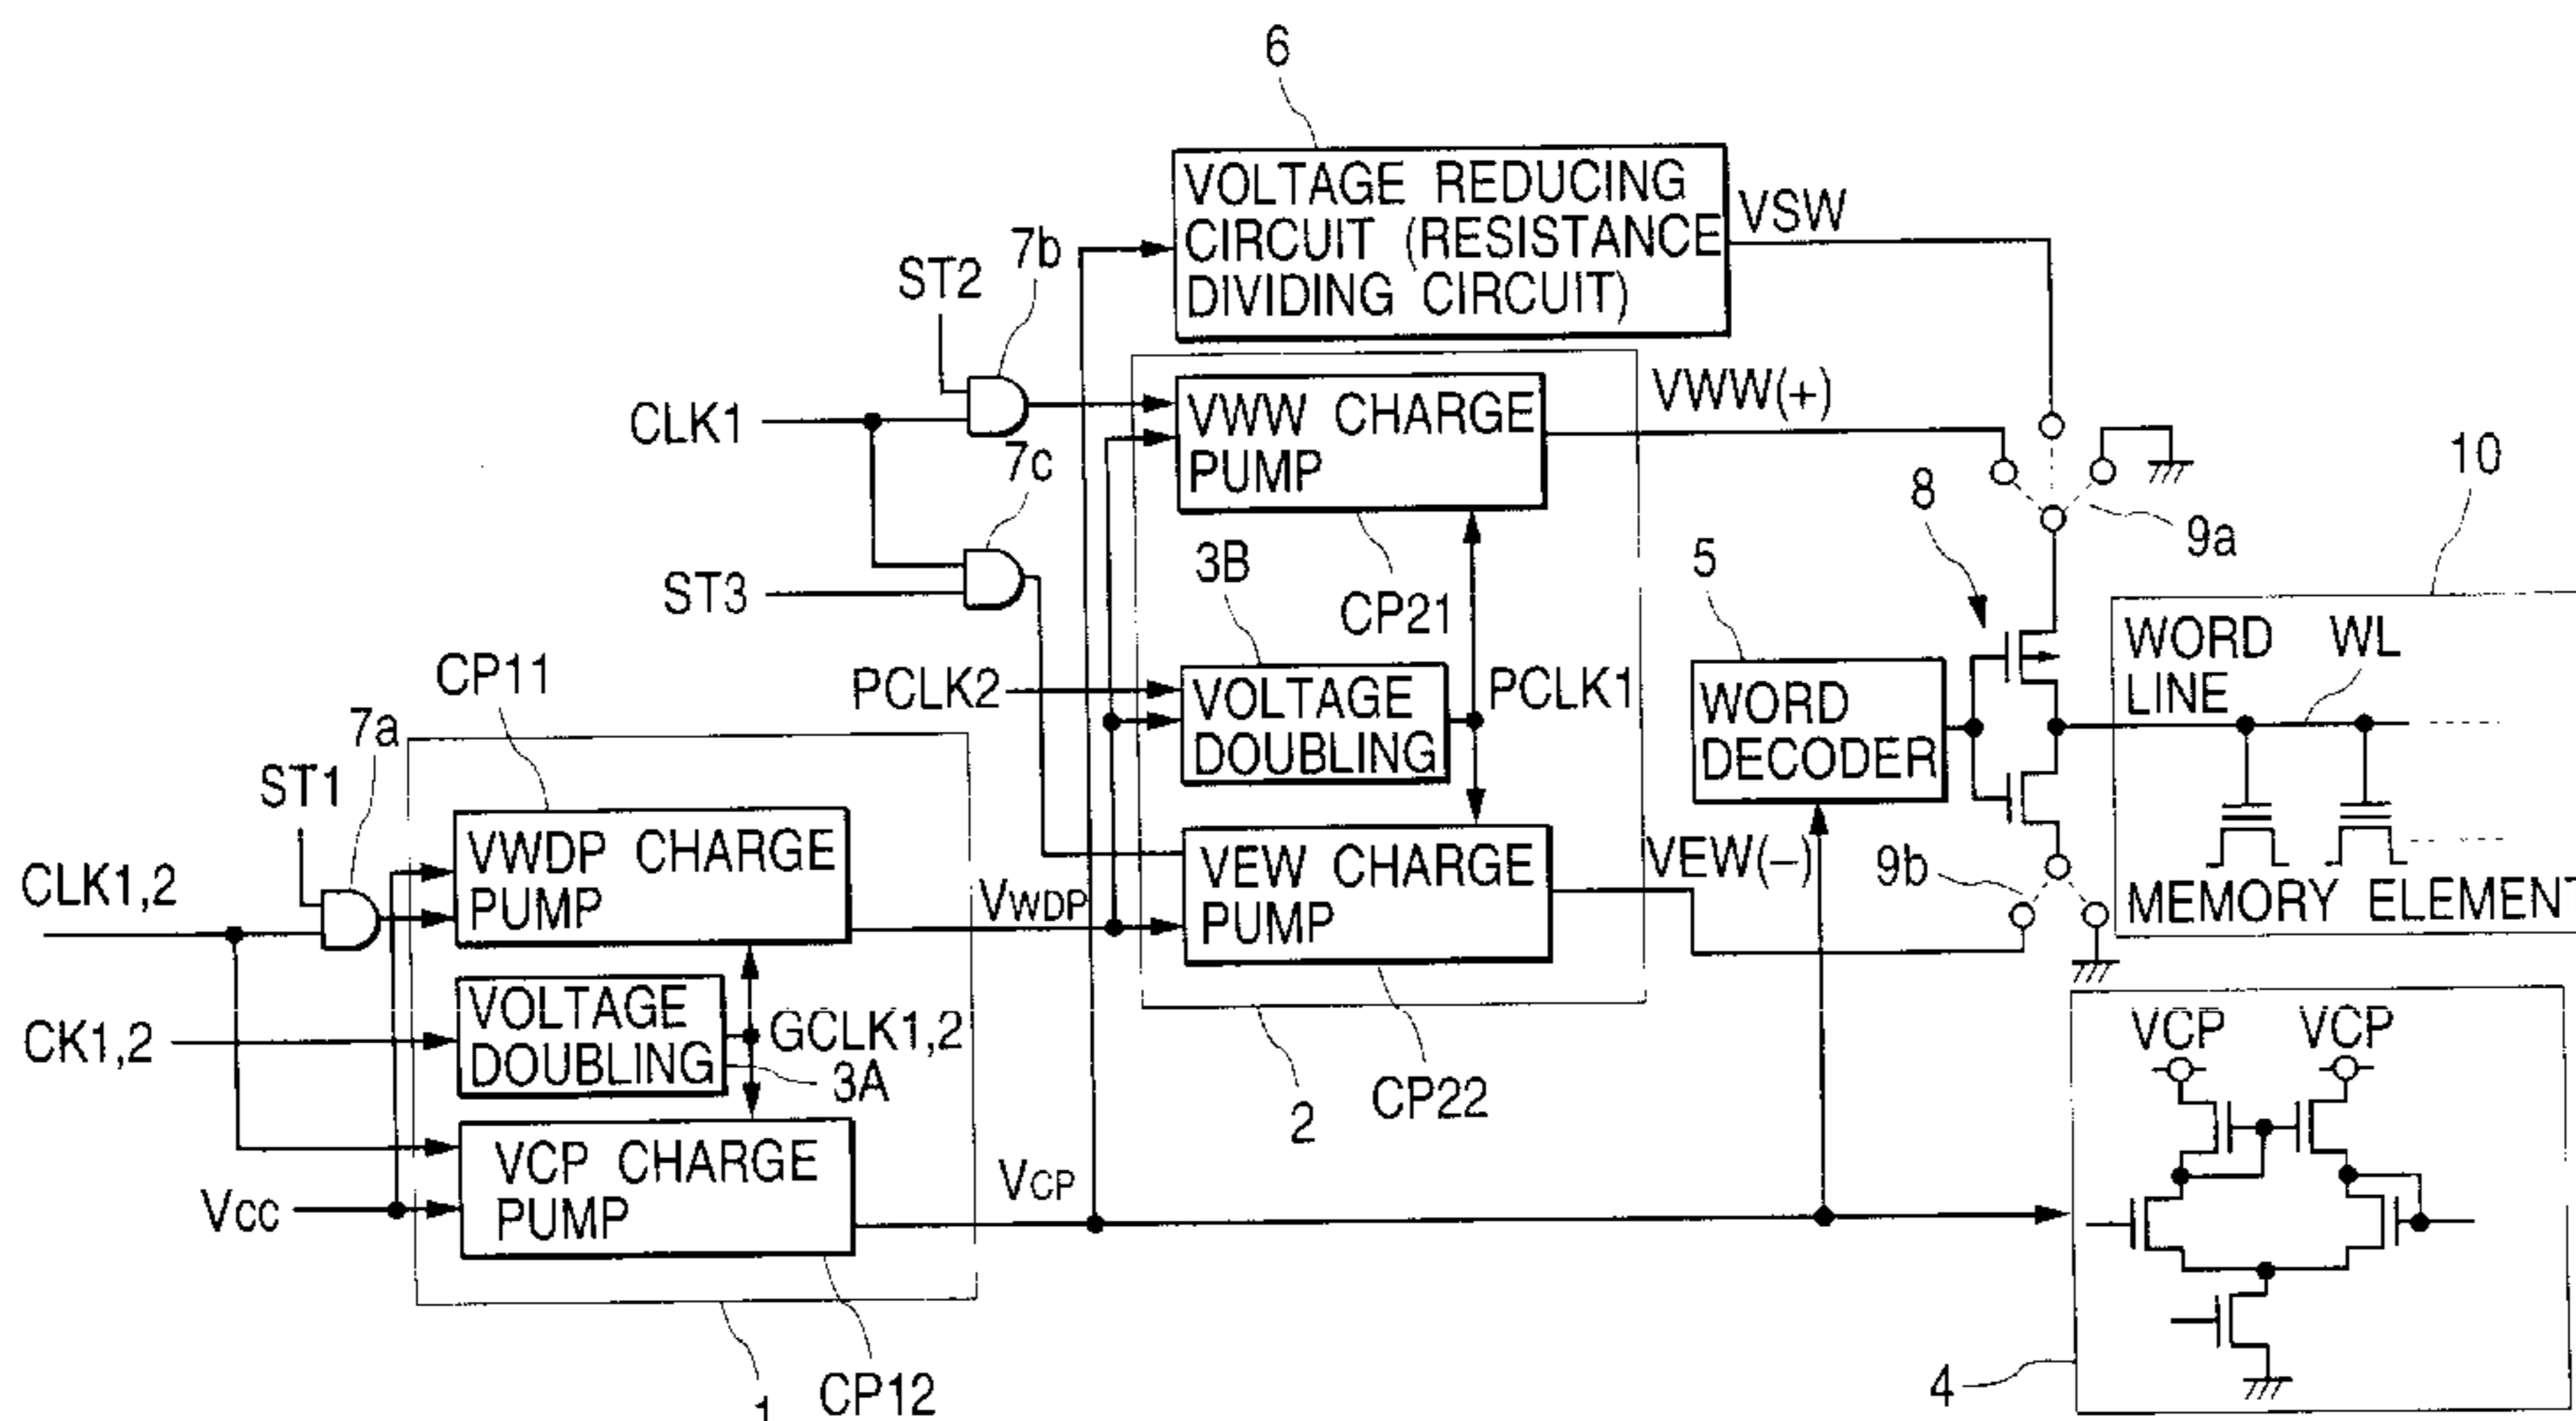 6
VOLTAGE REDUCING
CIRCUIT (RESISTANCE
DIVIDING CIRCUIT)
VSW
ST2
7b
CLK1
7c
ST3
VWW CHARGE
PUMP
VWW(+)
9a
10
8
3B
CP21
5
PCLK2
VOLTAGE
DOUBLING
PCLK1
WORD
DECODER
WORD
LINE
WL
MEMORY ELEMENT
CP11
7a
ST1
CLK1,2
VWDP CHARGE
PUMP
VWDP
VEW CHARGE
PUMP
VEW(−)
9b
CK1,2
VOLTAGE
DOUBLING
GCLK1,2
3A
2
CP22
VCP VCP
Vcc
VCP CHARGE
PUMP
VCP
1
CP12
4